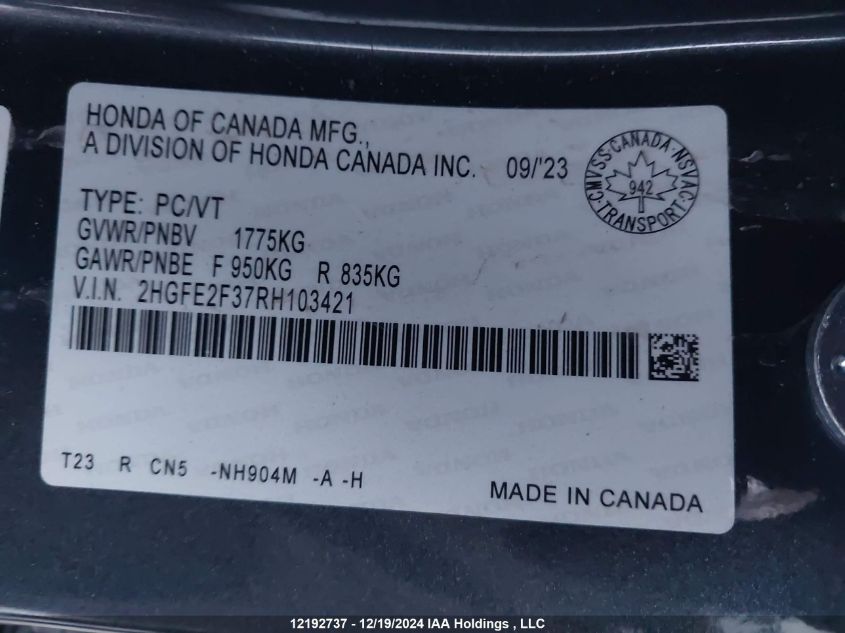 HONDA OF CANADA MFG.,
A DIVISION OF HONDA CANADA INC. 09/'23
CMVSS·CANADA·NSVAC·TRANSPORT
942
TYPE: PC/VT
GVWR/PNBV 1775KG
GAWR/PNBE F 950KG R 835KG
V.I.N. 2HGFE2F37RH103421
T23 R CN5 -NH904M -A -H
MADE IN CANADA
12192737 - 12/19/2024 IAA Holdings , LLC